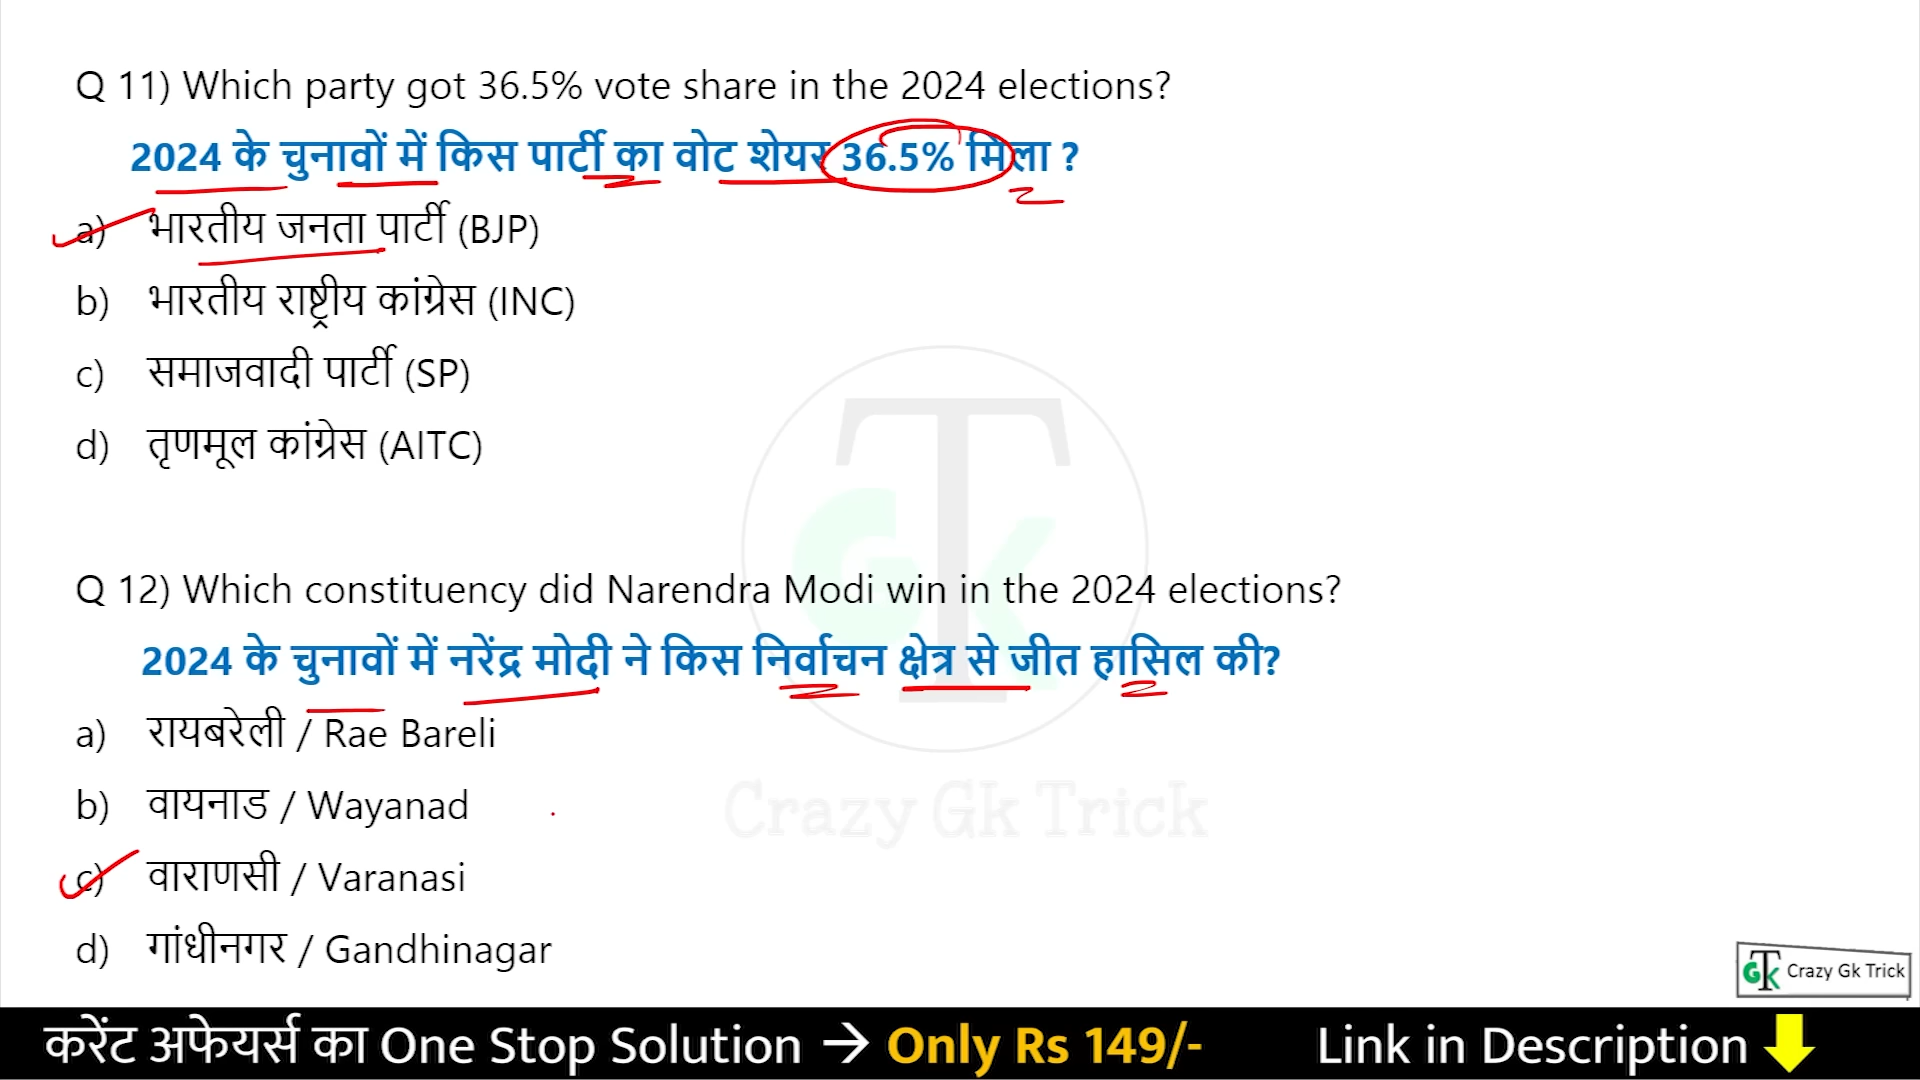 Q 11) Which party got 36.5% vote share in the 2024 elections?
2024 के चुनावों में किस पार्टी का वोट शेयर 36.5% मिला ?
a) भारतीय जनता पार्टी (BJP)
b) भारतीय राष्ट्रीय कांग्रेस (INC)
c) समाजवादी पार्टी (SP)
d) तृणमूल कांग्रेस (AITC)
Q 12) Which constituency did Narendra Modi win in the 2024 elections?
2024 के चुनावों में नरेंद्र मोदी ने किस निर्वाचन क्षेत्र से जीत हासिल की?
a) रायबरेली / Rae Bareli
b) वायनाड / Wayanad
c) वाराणसी / Varanasi
d) गांधीनगर / Gandhinagar
GTK
Crazy Gk Trick
GTK Crazy Gk Trick
करेंट अफेयर्स का One Stop Solution → Only Rs 149/- Link in Description